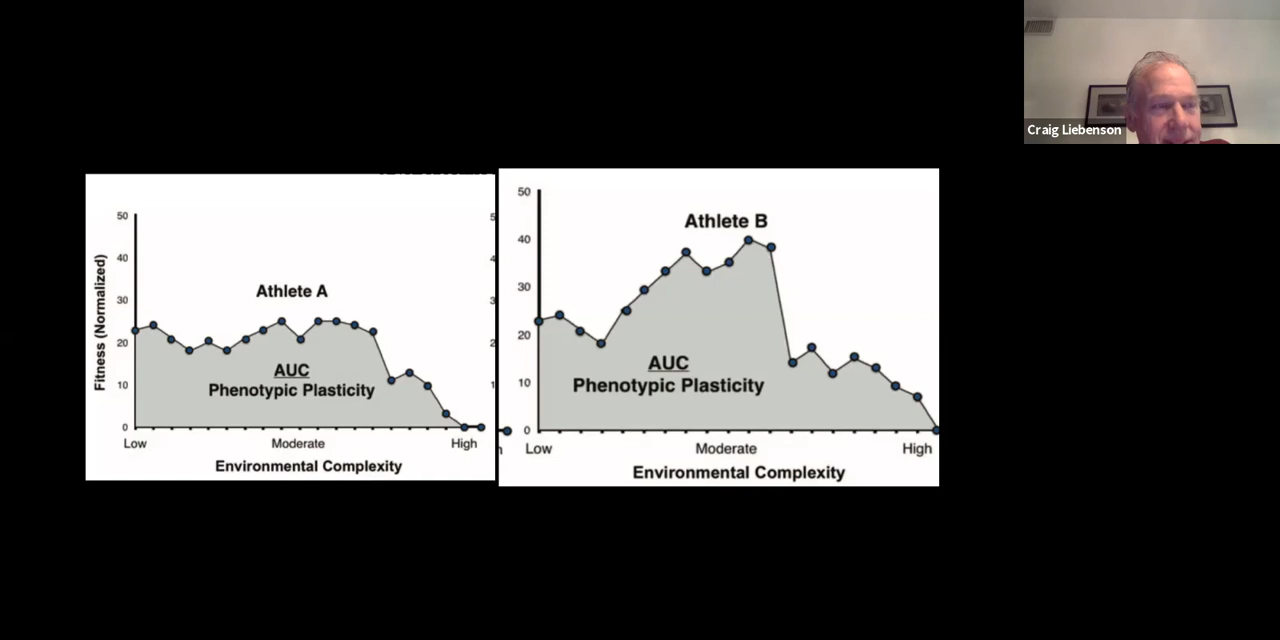 Craig Liebenson
50
40
30
20
10
0
Fitness (Normalized)
Athlete A
AUC
Phenotypic Plasticity
Low
Moderate
High
Environmental Complexity
50
40
30
20
10
0
Athlete B
AUC
Phenotypic Plasticity
Low
Moderate
High
Environmental Complexity